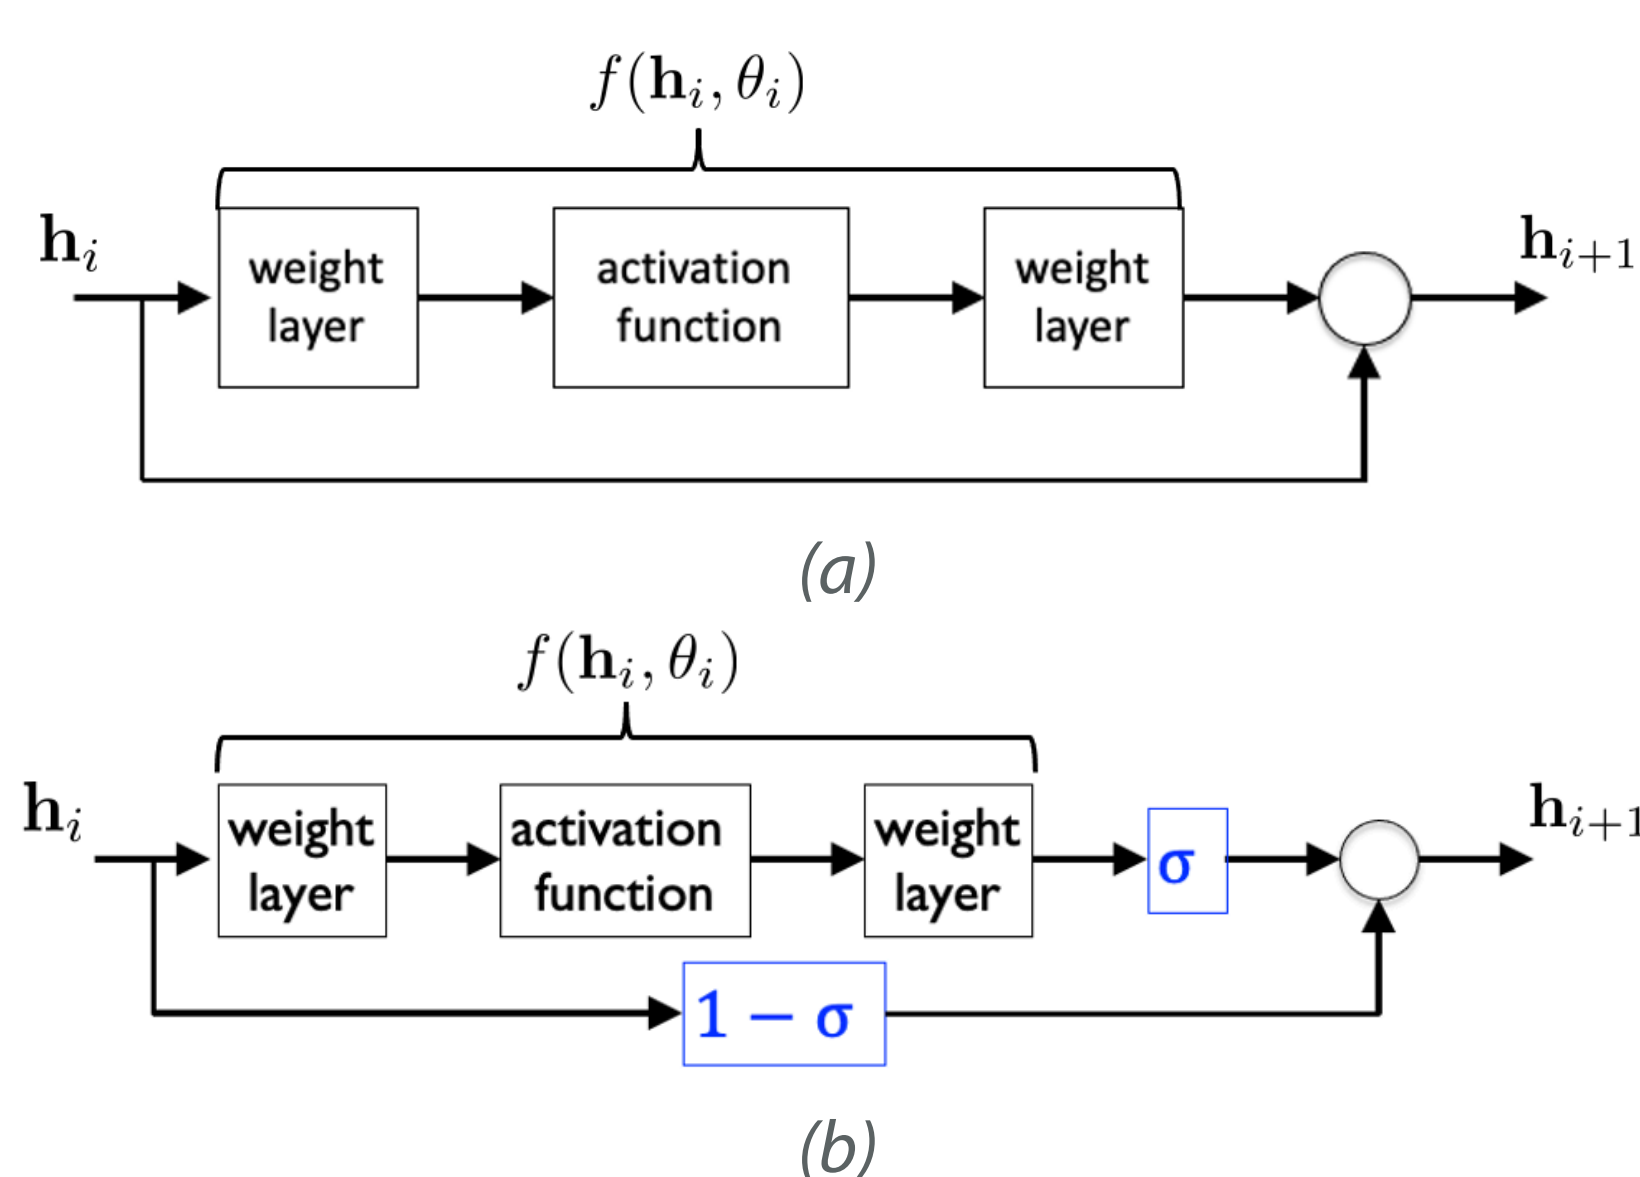 f(h_i, θ_i)
h_i
weight
layer
activation
function
weight
layer
h_{i+1}
(a)
f(h_i, θ_i)
h_i
weight
layer
activation
function
weight
layer
σ
h_{i+1}
1 − σ
(b)